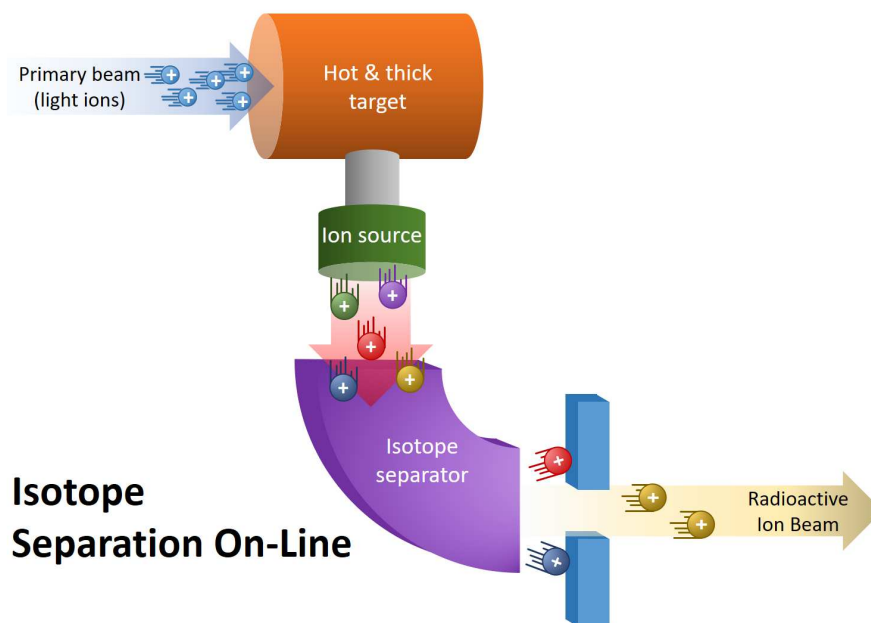 Primary beam
(light ions)
Hot & thick
target
Ion source
Isotope
separator
Isotope
Separation On-Line
Radioactive
Ion Beam